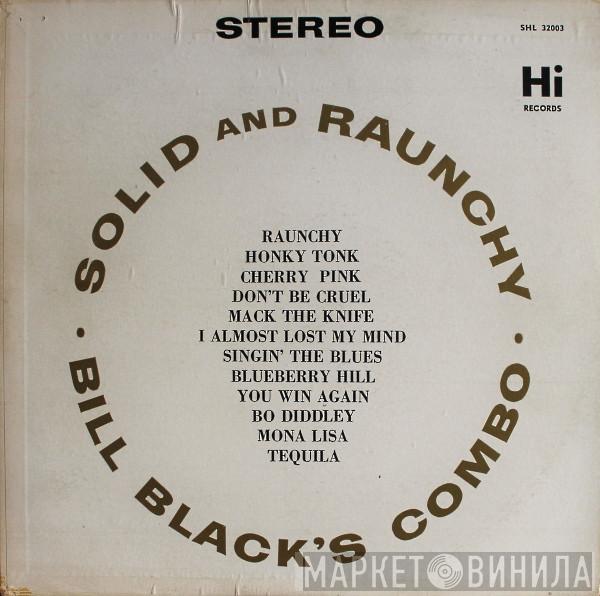 STEREO
SHL 32003
Hi
RECORDS
SOLID AND RAUNCHY
RAUNCHY
HONKY TONK
CHERRY PINK
DON'T BE CRUEL
MACK THE KNIFE
I ALMOST LOST MY MIND
SINGIN' THE BLUES
BLUEBERRY HILL
YOU WIN AGAIN
BO DIDDLEY
MONA LISA
TEQUILA
· BILL BLACK'S COMBO ·
МАРКЕТ ВИНИЛА